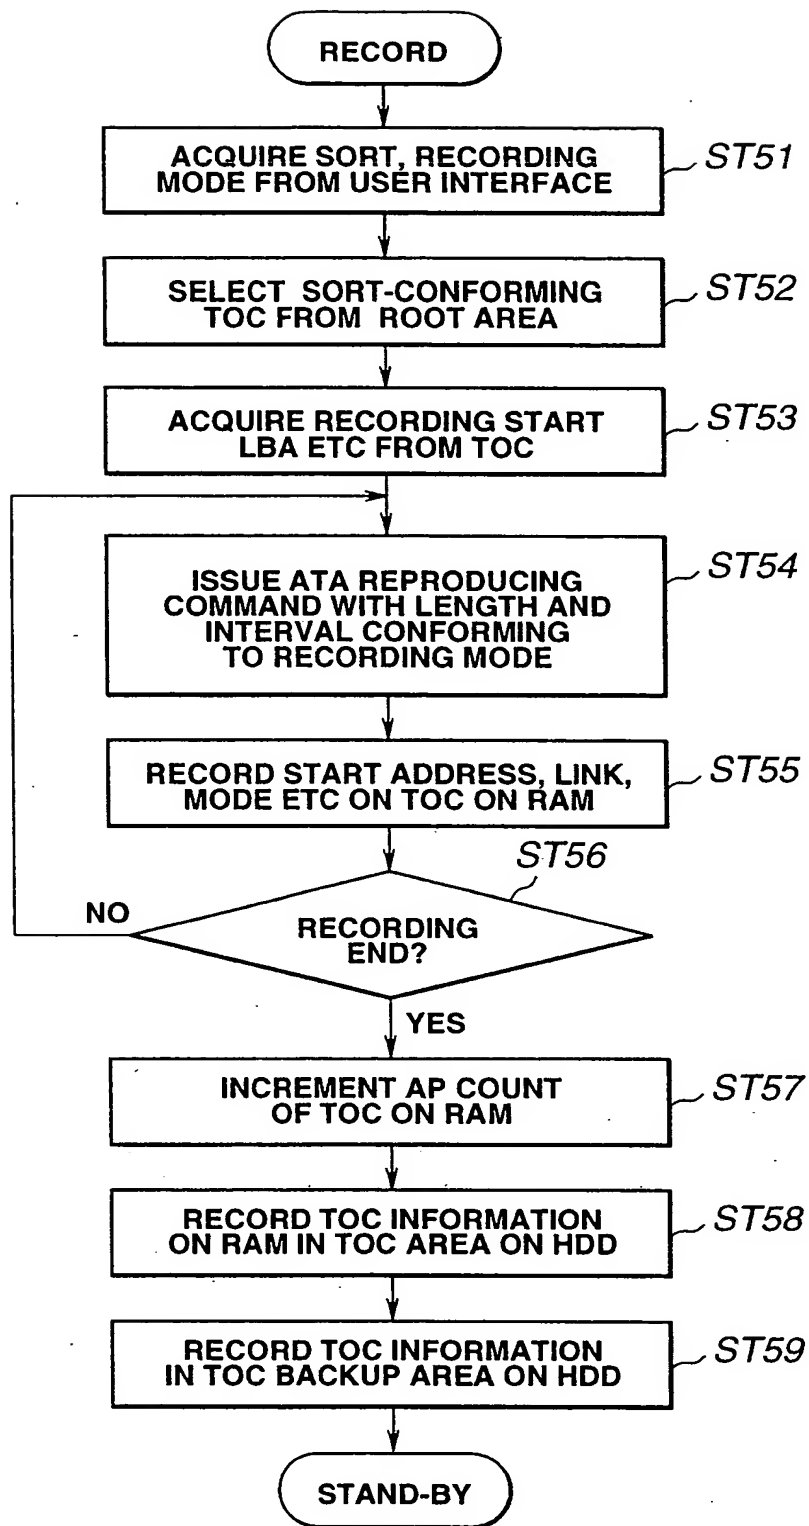 RECORD
ACQUIRE SORT, RECORDING
MODE FROM USER INTERFACE
ST51
SELECT SORT-CONFORMING
TOC FROM ROOT AREA
ST52
ACQUIRE RECORDING START
LBA ETC FROM TOC
ST53
ISSUE ATA REPRODUCING
COMMAND WITH LENGTH AND
INTERVAL CONFORMING
TO RECORDING MODE
ST54
RECORD START ADDRESS, LINK,
MODE ETC ON TOC ON RAM
ST55
ST56
NO
RECORDING
END?
YES
INCREMENT AP COUNT
OF TOC ON RAM
ST57
RECORD TOC INFORMATION
ON RAM IN TOC AREA ON HDD
ST58
RECORD TOC INFORMATION
IN TOC BACKUP AREA ON HDD
ST59
STAND-BY